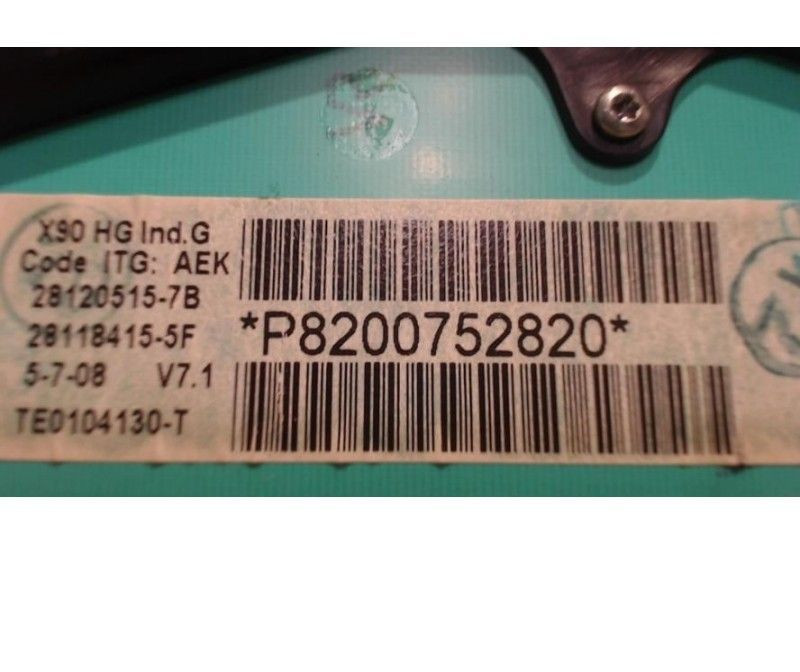 X90 HG Ind.G
Code ITG: AEK
28120515-7B
28118415-5F
5-7-08 V7.1
TE0104130-T
*P8200752820*